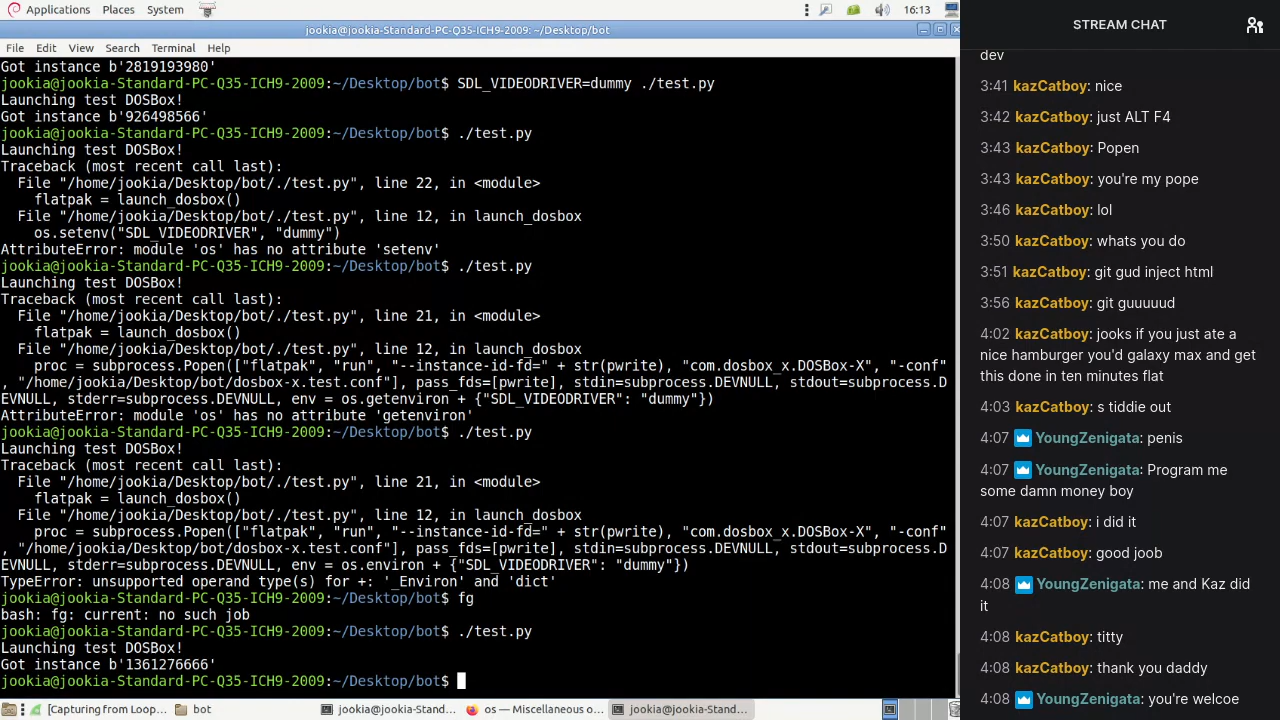 Applications Places System 16:13
jookia@jookia-Standard-PC-Q35-ICH9-2009: ~/Desktop/bot
File Edit View Search Terminal Help
Got instance b'2819193980'
jookia@jookia-Standard-PC-Q35-ICH9-2009:~/Desktop/bot$ SDL_VIDEODRIVER=dummy ./test.py
Launching test DOSBox!
Got instance b'926498566'
jookia@jookia-Standard-PC-Q35-ICH9-2009:~/Desktop/bot$ ./test.py
Launching test DOSBox!
Traceback (most recent call last):
  File "/home/jookia/Desktop/bot/./test.py", line 22, in <module>
    flatpak = launch_dosbox()
  File "/home/jookia/Desktop/bot/./test.py", line 12, in launch_dosbox
    os.setenv("SDL_VIDEODRIVER", "dummy")
AttributeError: module 'os' has no attribute 'setenv'
jookia@jookia-Standard-PC-Q35-ICH9-2009:~/Desktop/bot$ ./test.py
Launching test DOSBox!
Traceback (most recent call last):
  File "/home/jookia/Desktop/bot/./test.py", line 21, in <module>
    flatpak = launch_dosbox()
  File "/home/jookia/Desktop/bot/./test.py", line 12, in launch_dosbox
    proc = subprocess.Popen(["flatpak", "run", "--instance-id-fd=" + str(pwrite), "com.dosbox_x.DOSBox-X", "-conf"
, "/home/jookia/Desktop/bot/dosbox-x.test.conf"], pass_fds=[pwrite], stdin=subprocess.DEVNULL, stdout=subprocess.D
EVNULL, stderr=subprocess.DEVNULL, env = os.getenviron + {"SDL_VIDEODRIVER": "dummy"})
AttributeError: module 'os' has no attribute 'getenviron'
jookia@jookia-Standard-PC-Q35-ICH9-2009:~/Desktop/bot$ ./test.py
Launching test DOSBox!
Traceback (most recent call last):
  File "/home/jookia/Desktop/bot/./test.py", line 21, in <module>
    flatpak = launch_dosbox()
  File "/home/jookia/Desktop/bot/./test.py", line 12, in launch_dosbox
    proc = subprocess.Popen(["flatpak", "run", "--instance-id-fd=" + str(pwrite), "com.dosbox_x.DOSBox-X", "-conf"
, "/home/jookia/Desktop/bot/dosbox-x.test.conf"], pass_fds=[pwrite], stdin=subprocess.DEVNULL, stdout=subprocess.D
EVNULL, stderr=subprocess.DEVNULL, env = os.environ + {"SDL_VIDEODRIVER": "dummy"})
TypeError: unsupported operand type(s) for +: '_Environ' and 'dict'
jookia@jookia-Standard-PC-Q35-ICH9-2009:~/Desktop/bot$ fg
bash: fg: current: no such job
jookia@jookia-Standard-PC-Q35-ICH9-2009:~/Desktop/bot$ ./test.py
Launching test DOSBox!
Got instance b'1361276666'
jookia@jookia-Standard-PC-Q35-ICH9-2009:~/Desktop/bot$
[Capturing from Loop... bot jookia@jookia-Stand... os — Miscellaneous o... jookia@jookia-Stand...
STREAM CHAT
dev
3:41 kazCatboy: nice
3:42 kazCatboy: just ALT F4
3:43 kazCatboy: Popen
3:43 kazCatboy: you're my pope
3:46 kazCatboy: lol
3:50 kazCatboy: whats you do
3:51 kazCatboy: git gud inject html
3:56 kazCatboy: git guuuuud
4:02 kazCatboy: jooks if you just ate a
nice hamburger you'd galaxy max and get
this done in ten minutes flat
4:03 kazCatboy: s tiddie out
4:07 YoungZenigata: penis
4:07 YoungZenigata: Program me
some damn money boy
4:07 kazCatboy: i did it
4:07 kazCatboy: good joob
4:08 YoungZenigata: me and Kaz did
it
4:08 kazCatboy: titty
4:08 kazCatboy: thank you daddy
4:08 YoungZenigata: you're welcoe